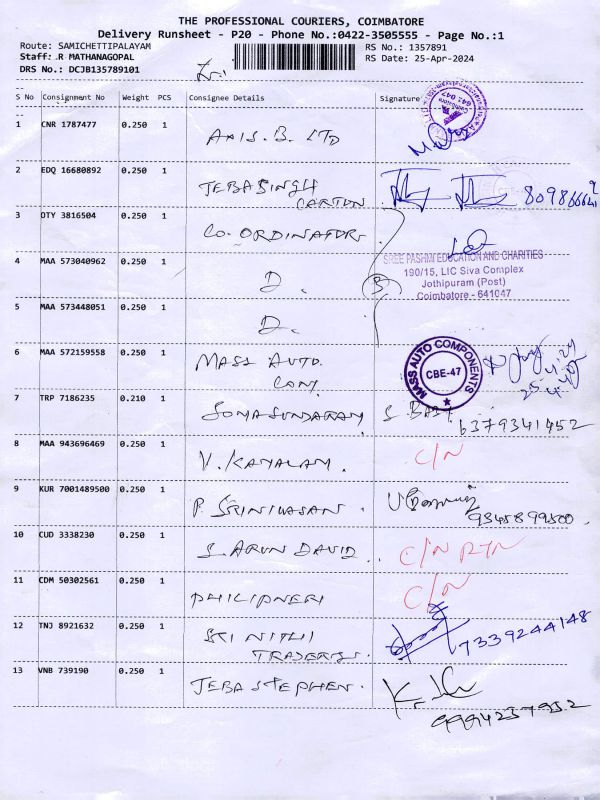 THE PROFESSIONAL COURIERS, COIMBATORE
Delivery Runsheet - P20 - Phone No.:0422-3505555 - Page No.:1
Route: SAMICHETTIPALAYAM
RS No.: 1357891
Staff: .R MATHANAGOPAL
RS Date: 25-Apr-2024
DRS No.: DCJB135789101
S No Consignment No Weight PCS Consignee Details Signature
1 CNR 1787477 0.250 1 AXIS. B. LTD
2 EDQ 16680892 0.250 1 JEBASINGH
CARTON
3 OTY 3816504 0.250 1 CO-ORDINATOR
SREE PASHMI EDUCATION AND CHARITIES
190/15, LIC Siva Complex
Jothipuram (Post)
Coimbatore - 641047
4 MAA 573040962 0.250 1 D.
5 MAA 573448051 0.250 1 D.
6 MAA 572159558 0.250 1 MASS AUTO
COM.
MASS AUTO COMPONENTS
CBE-47
7 TRP 7186235 0.210 1 SOMASUNDARAM
6379341452
8 MAA 943696469 0.250 1 V. KAMALAM. C/N
9 KUR 7001489500 0.250 1 P. SRINIVASAN.
9345899500
10 CUD 3338230 0.250 1 S. ARUN DAVID. C/N RTN
11 CDM 50302561 0.250 1 PHILIPNERI C/N
12 TNJ 8921632 0.250 1 SRI NITHI
TRADERS. 7339244148
13 VNB 739190 0.250 1 JEBA STEPHEN.
9994237952